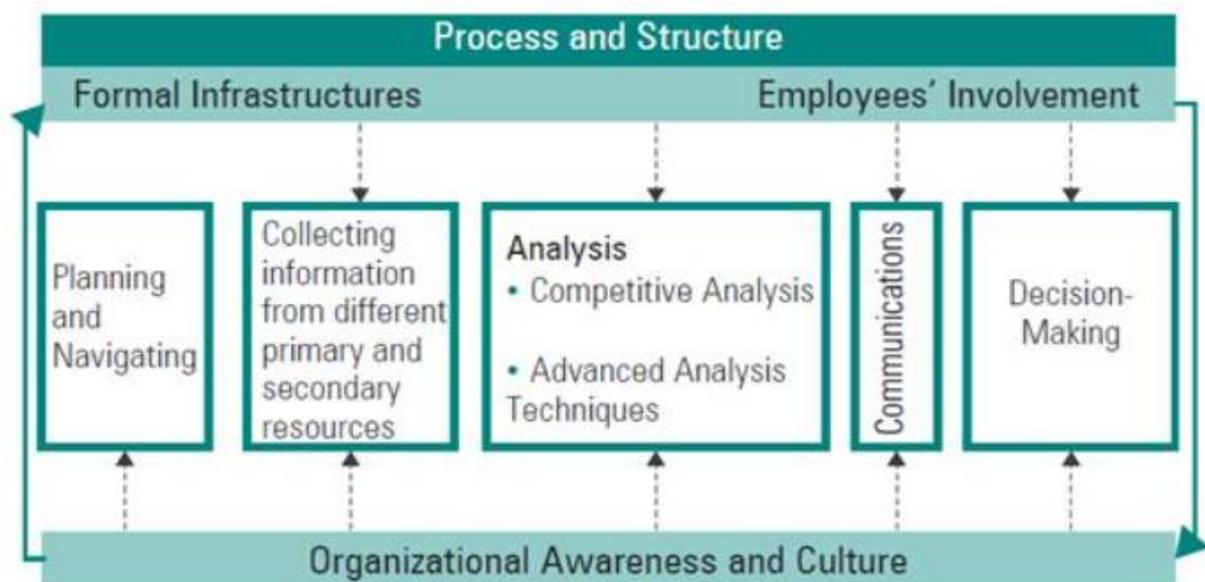 Process and Structure
Formal Infrastructures
Employees' Involvement
Planning
and
Navigating
Collecting
information
from different
primary and
secondary
resources
Analysis
• Competitive Analysis
• Advanced Analysis
Techniques
Communications
Decision-
Making
Organizational Awareness and Culture